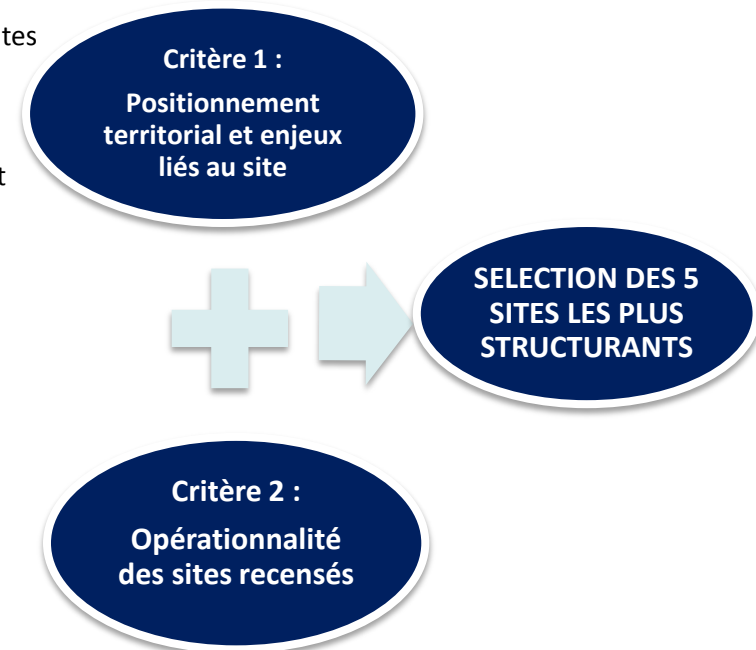 Critère 1 :
Positionnement
territorial et enjeux
liés au site
SELECTION DES 5
SITES LES PLUS
STRUCTURANTS
Critère 2 :
Opérationnalité
des sites recensés